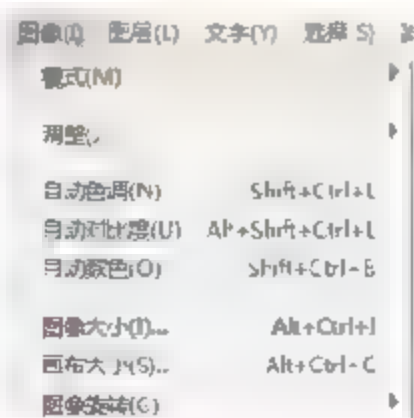 图像(I) 图层(L) 文字(Y) 选择(S)
模式(M)
调整(J)
自动色调(N) Shift+Ctrl+L
自动对比度(U) Alt+Shift+Ctrl+L
自动颜色(O) Shift+Ctrl+B
图像大小(I)... Alt+Ctrl+I
画布大小(S)... Alt+Ctrl+C
图像旋转(G)